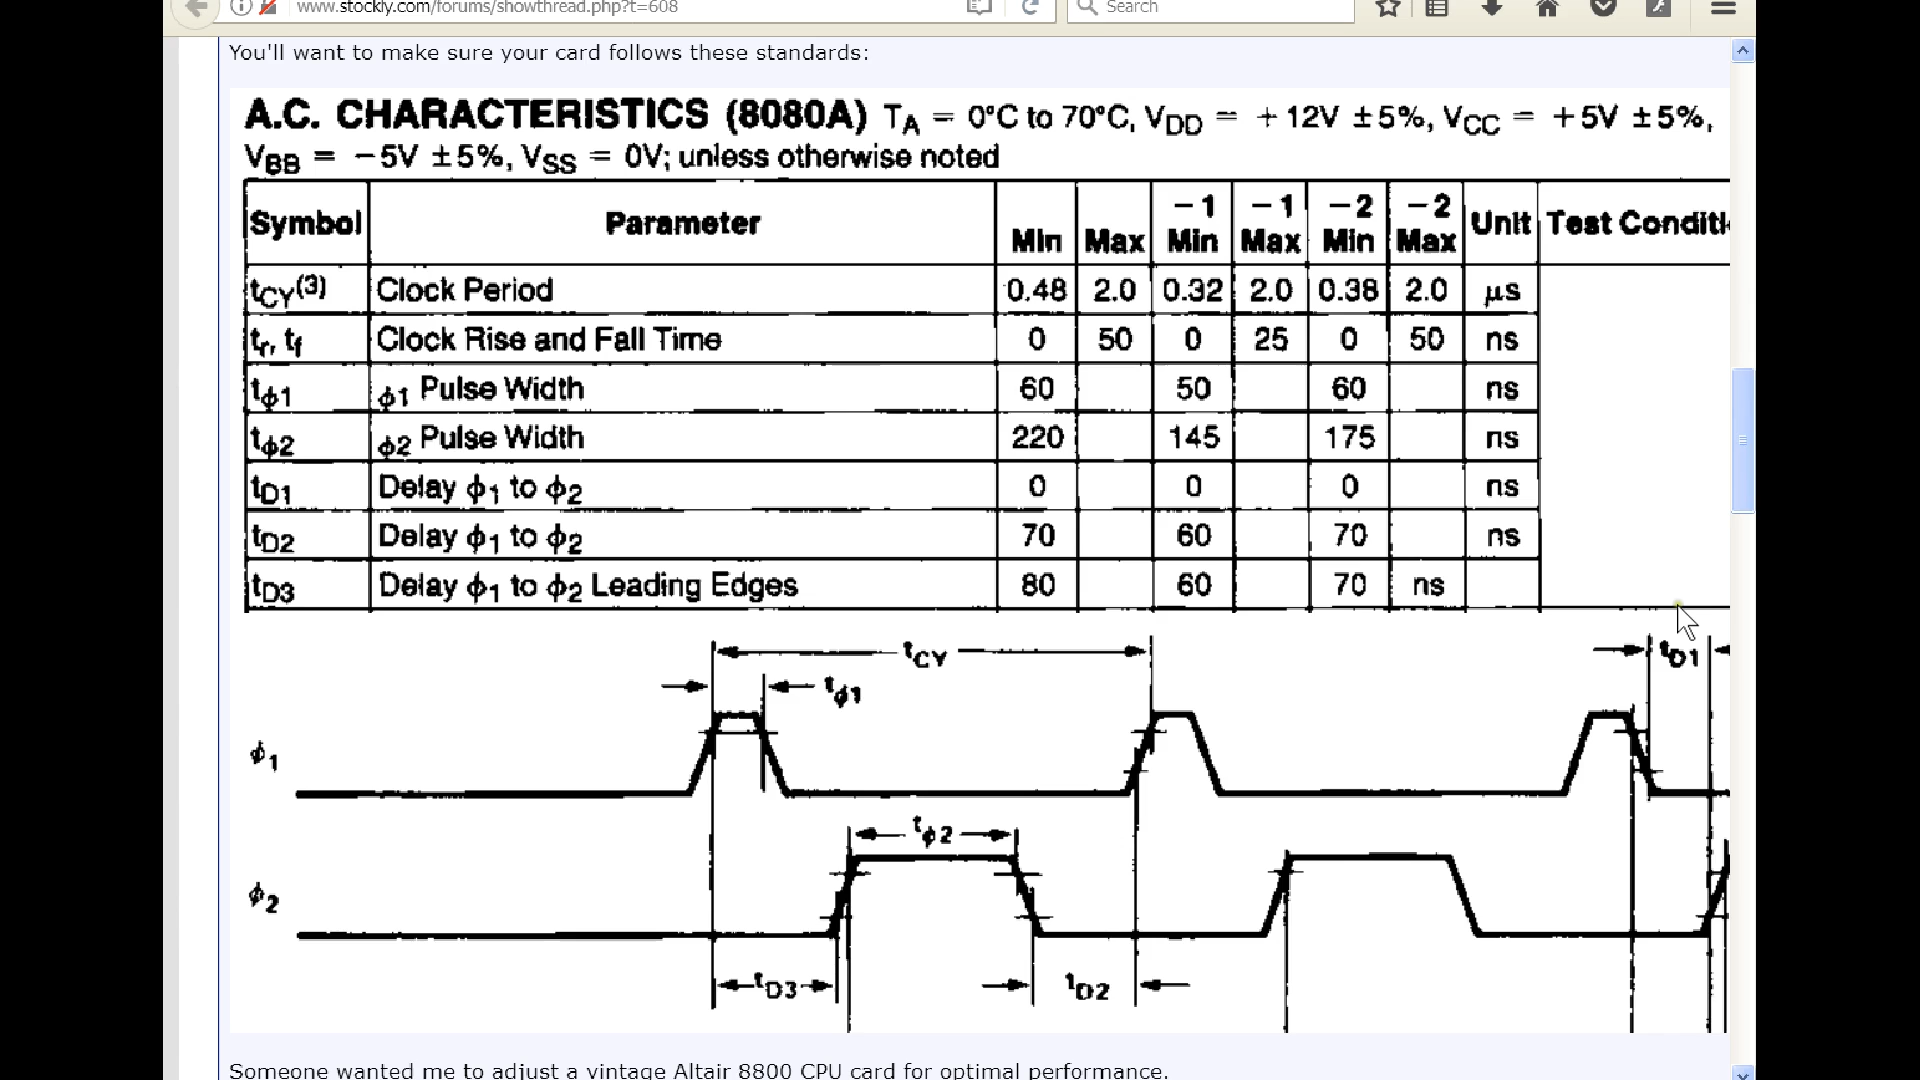 www.stockly.com/forums/showthread.php?t=608
Search
You'll want to make sure your card follows these standards:
A.C. CHARACTERISTICS (8080A) TA = 0°C to 70°C, VDD = +12V ±5%, VCC = +5V ±5%,
VBB = −5V ±5%, VSS = 0V; unless otherwise noted
Symbol Parameter Min Max −1 Min −1 Max −2 Min −2 Max Unit Test Conditi
tCY(3) Clock Period 0.48 2.0 0.32 2.0 0.38 2.0 μs
tr, tf Clock Rise and Fall Time 0 50 0 25 0 50 ns
tϕ1 ϕ1 Pulse Width 60 50 60 ns
tϕ2 ϕ2 Pulse Width 220 145 175 ns
tD1 Delay ϕ1 to ϕ2 0 0 0 ns
tD2 Delay ϕ1 to ϕ2 70 60 70 ns
tD3 Delay ϕ1 to ϕ2 Leading Edges 80 60 70 ns
tCY tD1
tϕ1
ϕ1
tϕ2
ϕ2
tD3 tD2
Someone wanted me to adjust a vintage Altair 8800 CPU card for optimal performance.